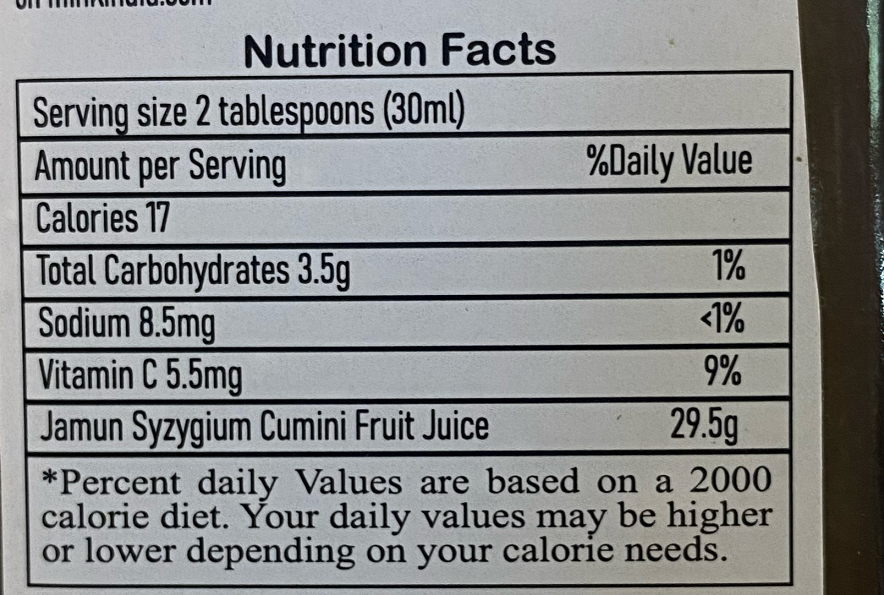 Nutrition Facts
Serving size 2 tablespoons (30ml)
Amount per Serving %Daily Value
Calories 17
Total Carbohydrates 3.5g 1%
Sodium 8.5mg <1%
Vitamin C 5.5mg 9%
Jamun Syzygium Cumini Fruit Juice 29.5g
*Percent daily Values are based on a 2000
calorie diet. Your daily values may be higher
or lower depending on your calorie needs.